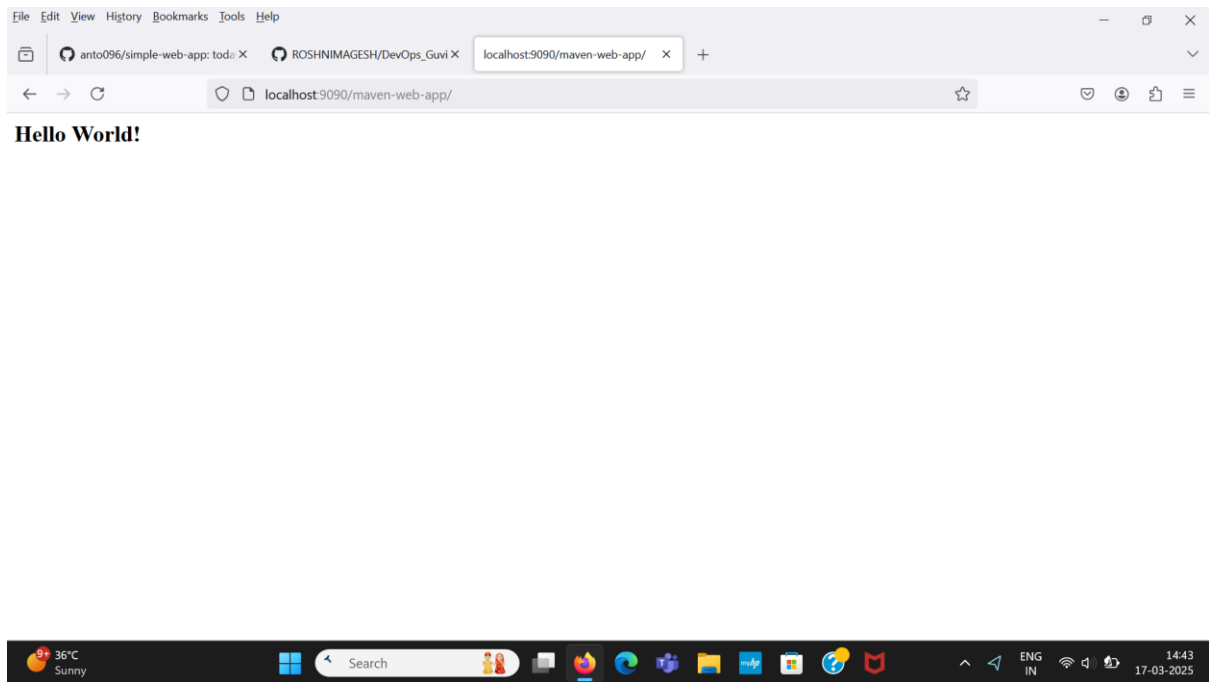 File Edit View History Bookmarks Tools Help
anto096/simple-web-app: toda
ROSHNIMAGESH/DevOps_Guvi
localhost:9090/maven-web-app/
localhost:9090/maven-web-app/
Hello World!
9+
36°C
Sunny
Search
myhp
ENG
IN
14:43
17-03-2025